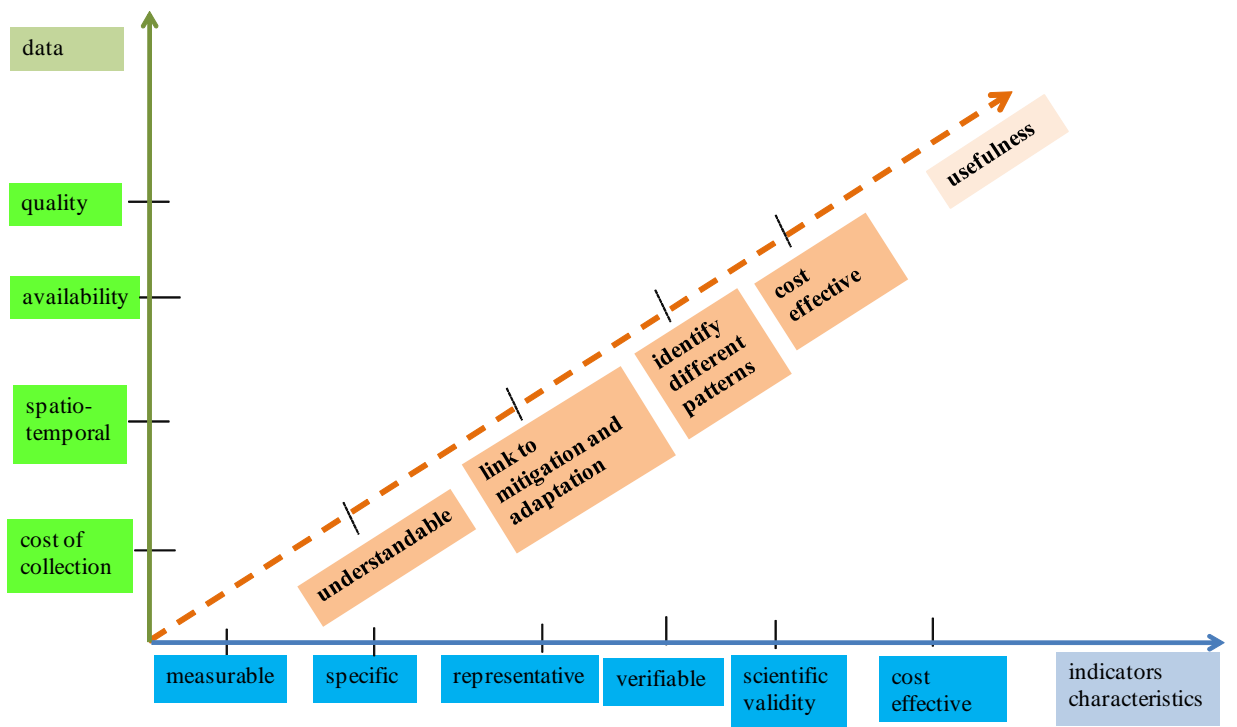 data
quality
availability
spatio-
temporal
cost of
collection
usefulness
cost
effective
identify
different
patterns
link to
mitigation and
adaptation
understandable
measurable
specific
representative
verifiable
scientific
validity
cost
effective
indicators
characteristics